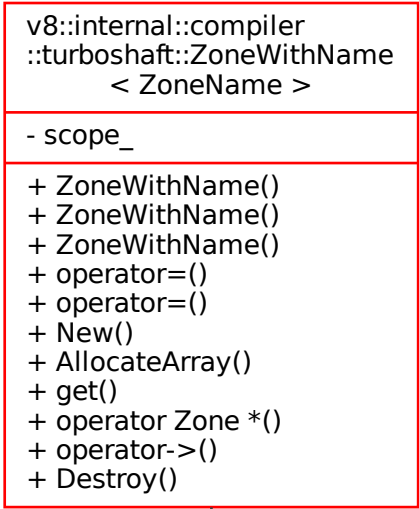 v8::internal::compiler
::turboshaft::ZoneWithName
< ZoneName >
- scope_
+ ZoneWithName()
+ ZoneWithName()
+ ZoneWithName()
+ operator=()
+ operator=()
+ New()
+ AllocateArray()
+ get()
+ operator Zone *()
+ operator->()
+ Destroy()